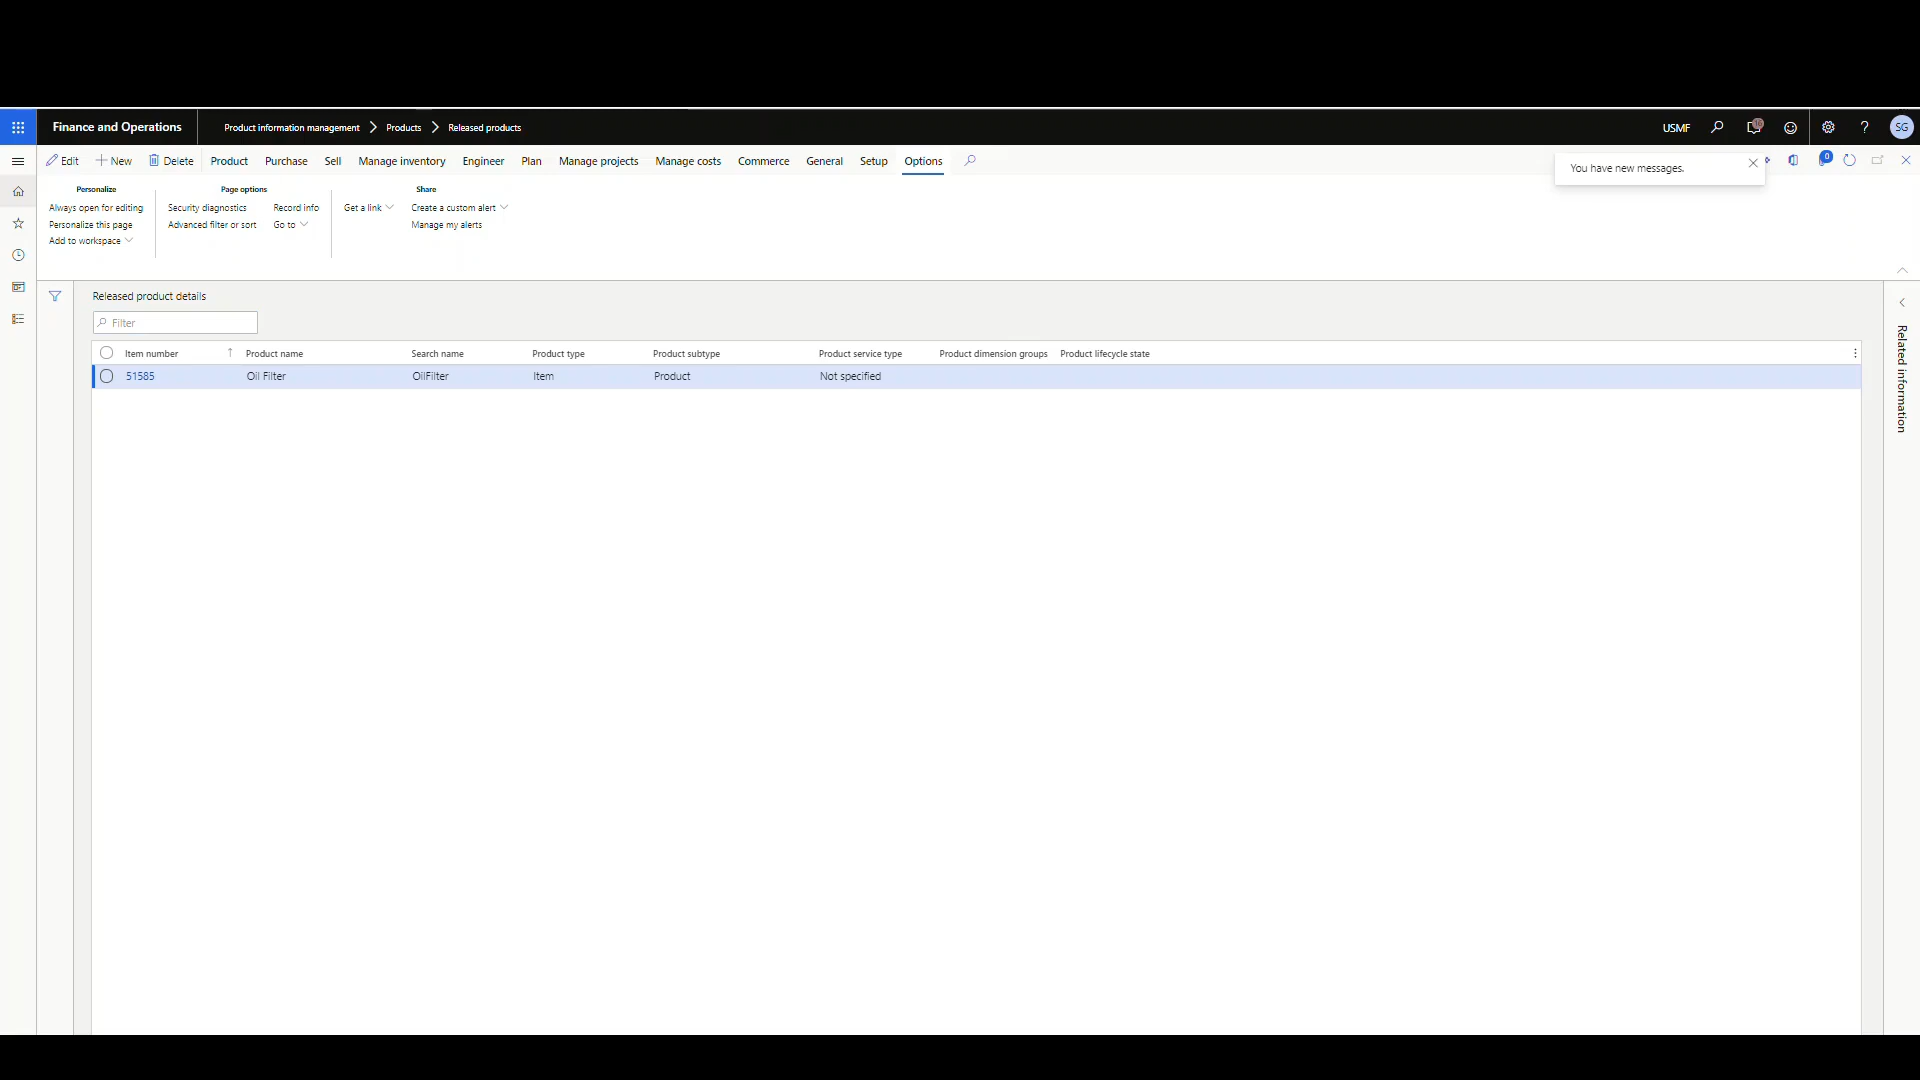 Finance and Operations
Product information management Products Released products
USMF
SG
Edit New Delete Product Purchase Sell Manage inventory Engineer Plan Manage projects Manage costs Commerce General Setup Options
0
You have new messages.
Personalize
Always open for editing
Personalize this page
Add to workspace
Page options
Security diagnostics Record info
Advanced filter or sort Go to
Share
Get a link Create a custom alert
Manage my alerts
Released product details
Filter
Item number Product name Search name Product type Product subtype Product service type Product dimension groups Product lifecycle state
51585 Oil Filter OilFilter Item Product Not specified
Related information